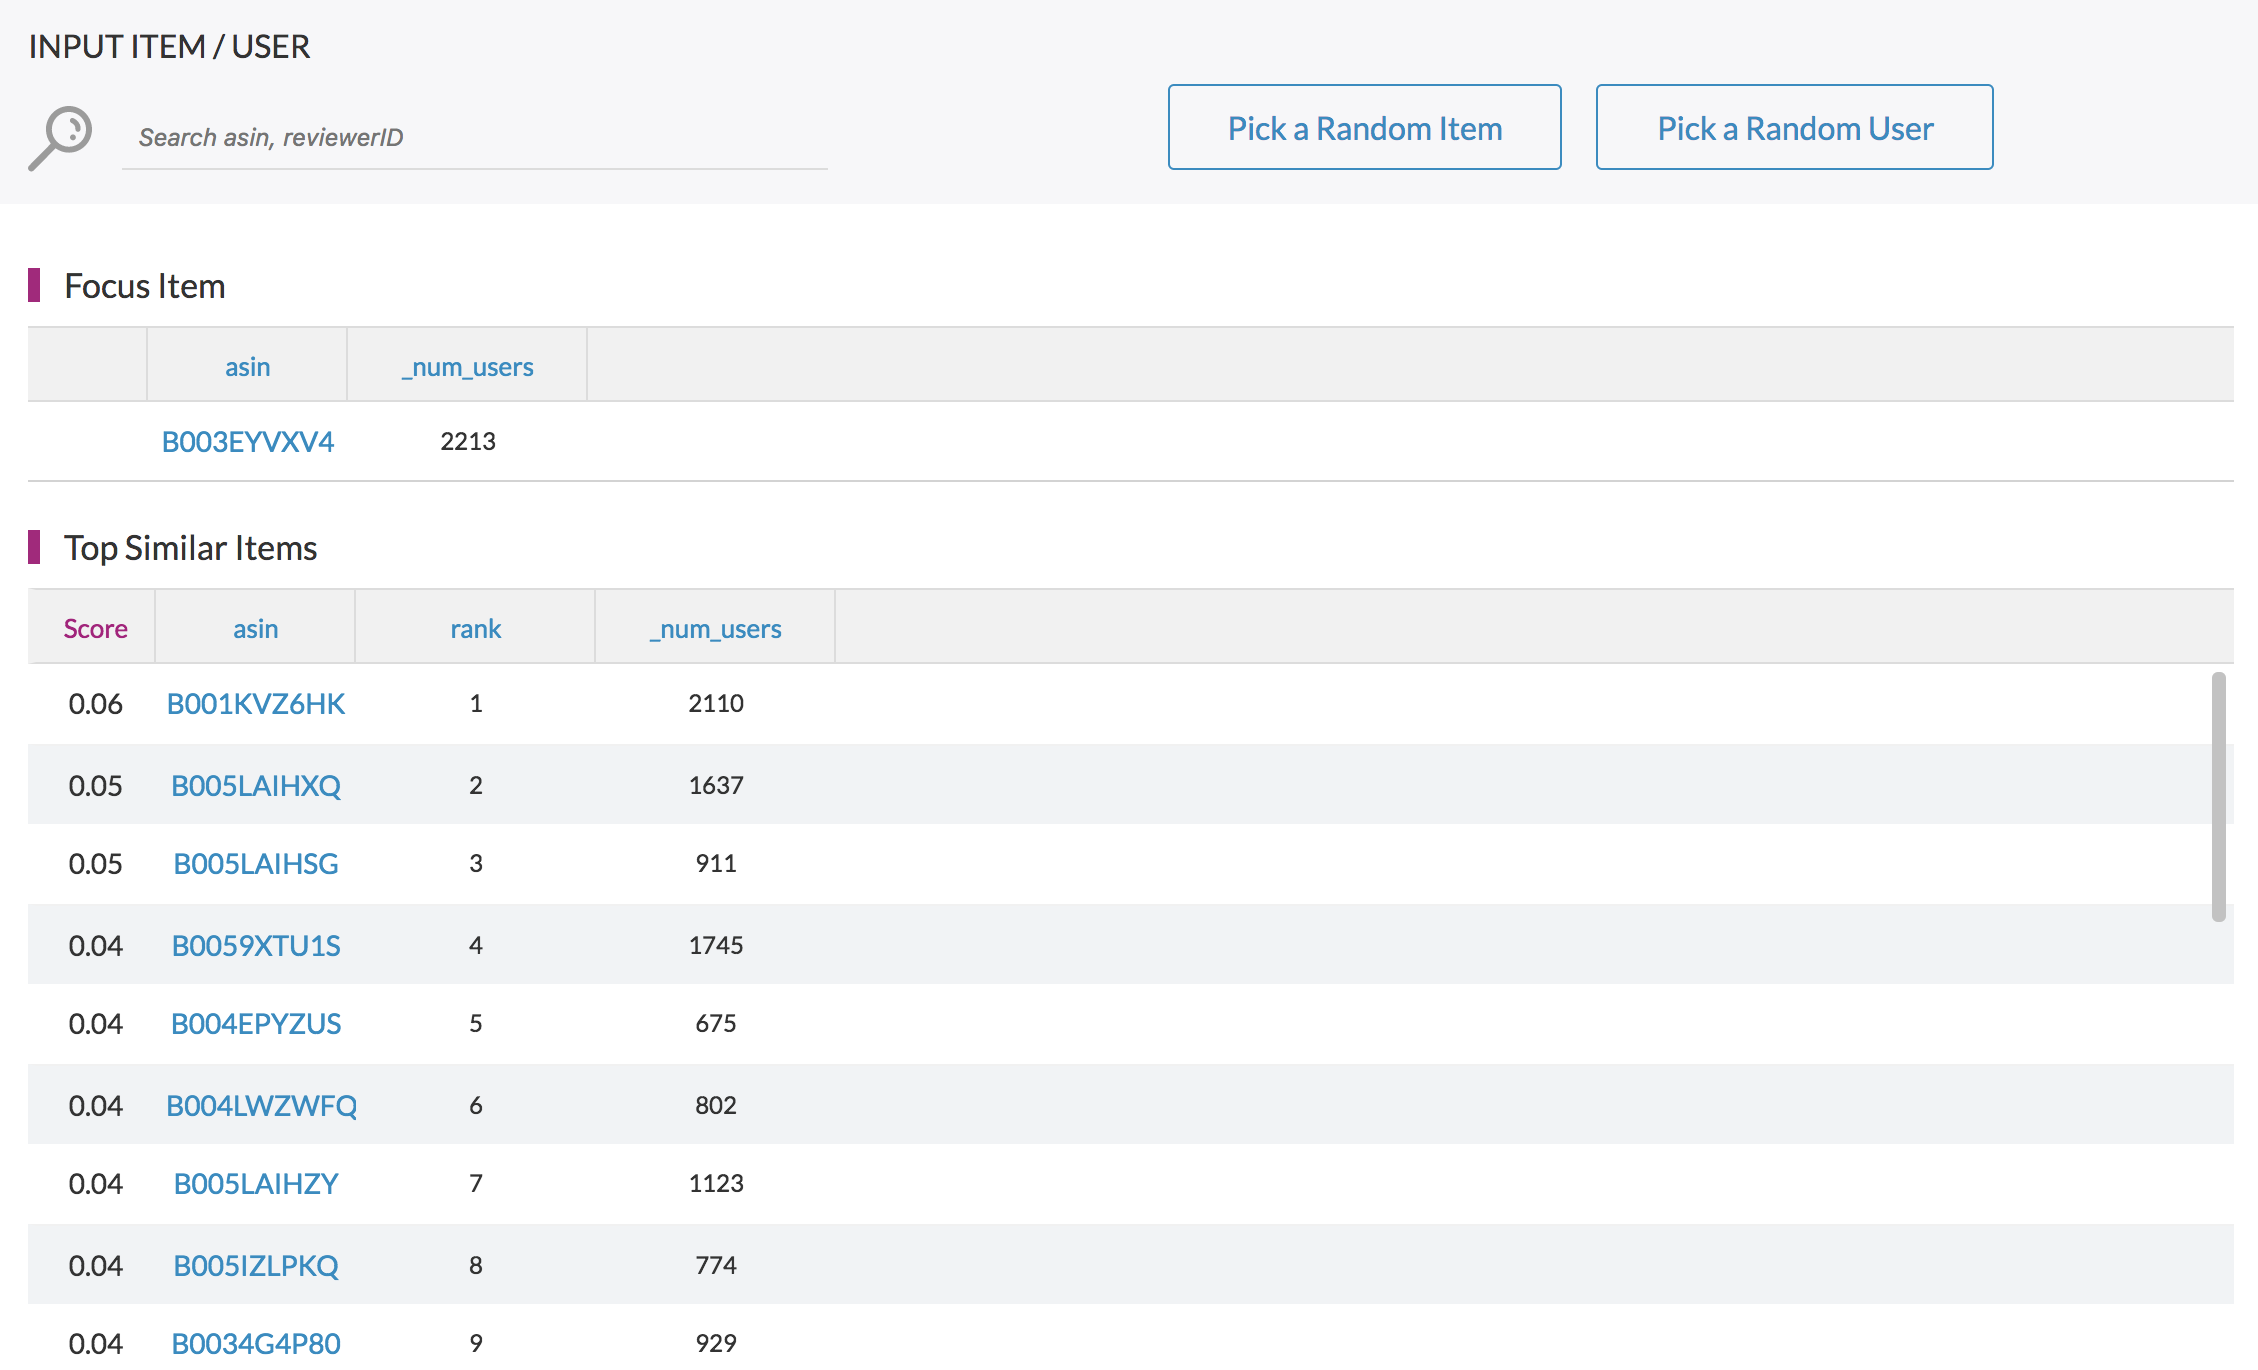 INPUT ITEM / USER
Search asin, reviewerID
Pick a Random Item
Pick a Random User
Focus Item
asin _num_users
B003EYVXV4 2213
Top Similar Items
Score asin rank _num_users
0.06 B001KVZ6HK 1 2110
0.05 B005LAIHXQ 2 1637
0.05 B005LAIHSG 3 911
0.04 B0059XTU1S 4 1745
0.04 B004EPYZUS 5 675
0.04 B004LWZWFQ 6 802
0.04 B005LAIHZY 7 1123
0.04 B005IZLPKQ 8 774
0.04 B0034G4P80 9 929